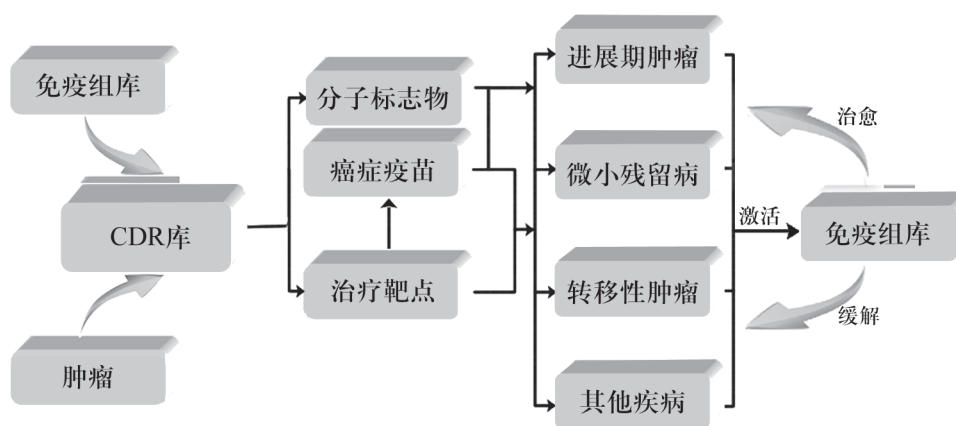 免疫组库
CDR库
肿瘤
分子标志物
癌症疫苗
治疗靶点
进展期肿瘤
微小残留病
转移性肿瘤
其他疾病
激活
治愈
免疫组库
缓解